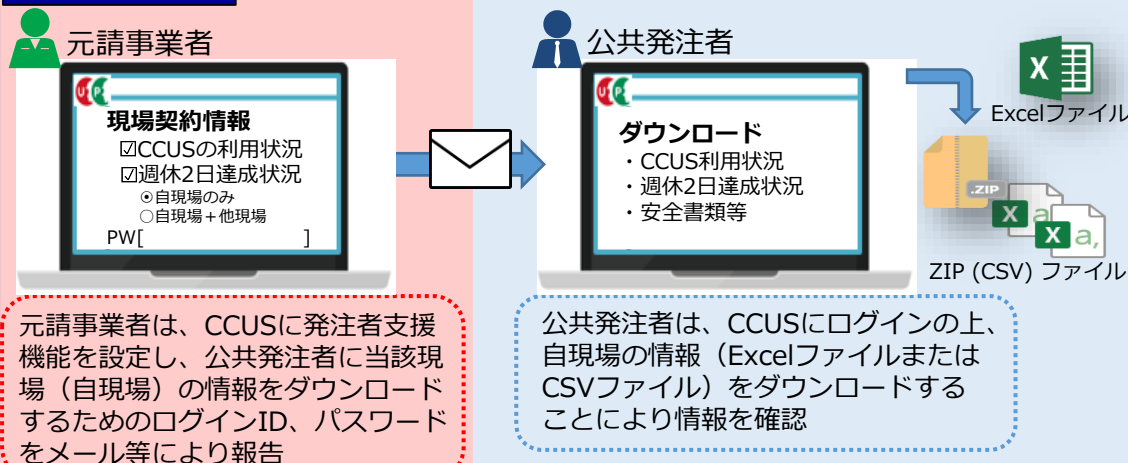 元請事業者
現場契約情報
☑CCUSの利用状況
☑週休2日達成状況
⦿自現場のみ
○自現場+他現場
PW[ ]
元請事業者は、CCUSに発注者支援
機能を設定し、公共発注者に当該現
場（自現場）の情報をダウンロード
するためのログインID、パスワード
をメール等により報告
公共発注者
ダウンロード
・CCUS利用状況
・週休2日達成状況
・安全書類等
X
Excelファイル
.ZIP
X a,
X a,
ZIP (CSV) ファイル
公共発注者は、CCUSにログインの上、
自現場の情報（Excelファイルまたは
CSVファイル）をダウンロードする
ことにより情報を確認